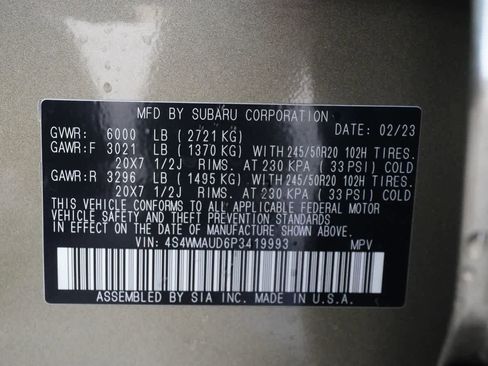 MFD BY SUBARU CORPORATION
GVWR: 6000 LB (2721 KG) DATE: 02/23
GAWR:F 3021 LB (1370 KG) WITH 245/50R20 102H TIRES.
20X7 1/2J RIMS. AT 230 KPA (33 PSI) COLD
GAWR:R 3296 LB (1495 KG) WITH 245/50R20 102H TIRES.
20X7 1/2J RIMS. AT 230 KPA (33 PSI) COLD
THIS VEHICLE CONFORMS TO ALL APPLICABLE FEDERAL MOTOR
VEHICLE SAFETY AND THEFT PREVENTION STANDARDS
IN EFFECT ON THE DATE OF MANUFACTURE SHOWN ABOVE.
VIN: 4S4WMAUD6P3419993 MPV
ASSEMBLED BY SIA INC. MADE IN U.S.A.